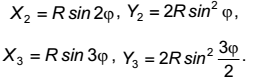 X₂ = R sin 2φ, Y₂ = 2R sin² φ,
X₃ = R sin 3φ, Y₃ = 2R sin² 3φ/2.